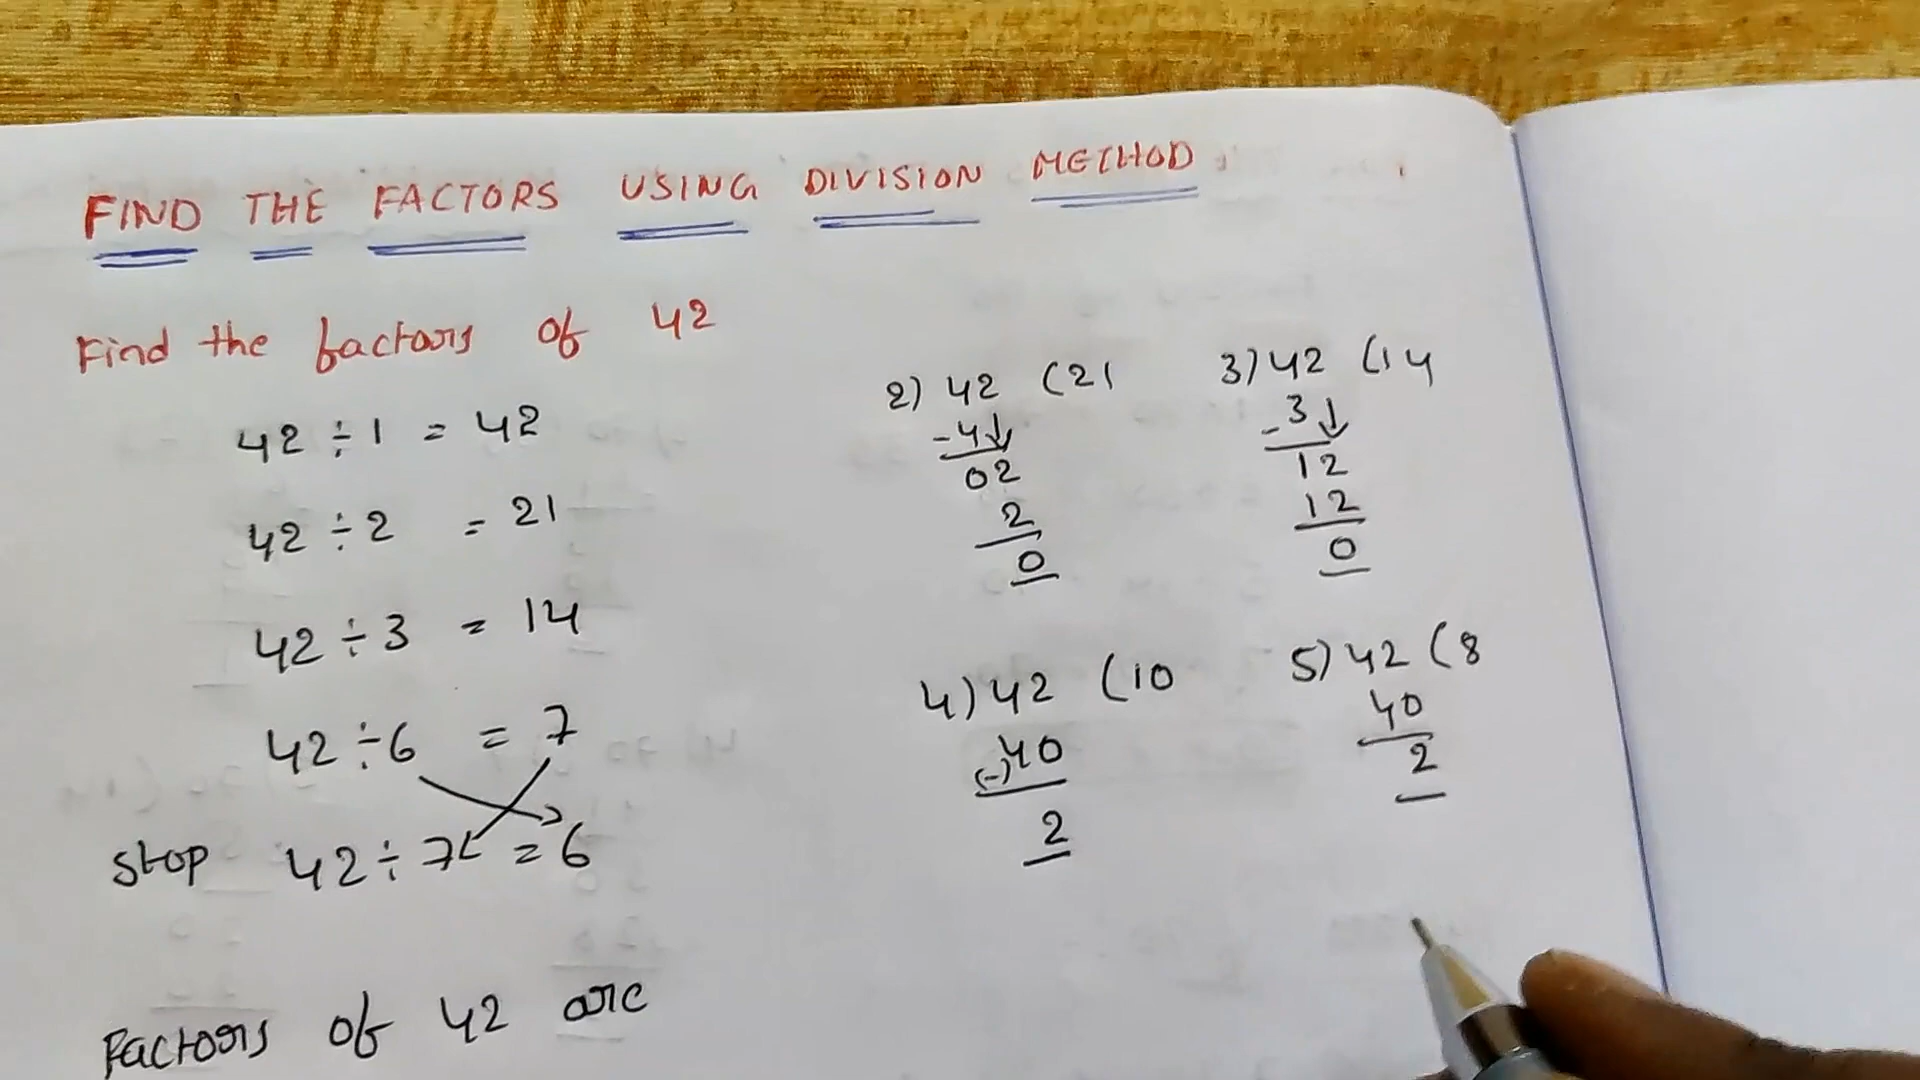 FIND THE FACTORS USING DIVISION METHOD
Find the factors of 42
42 ÷ 1 = 42
42 ÷ 2 = 21
42 ÷ 3 = 14
42 ÷ 6 = 7
stop 42 ÷ 7 = 6
Factors of 42 are
2) 42 (21
- 4↓
02
2
0
3) 42 (14
- 3↓
12
12
0
4) 42 (10
(-) 40
2
5) 42 (8
40
2